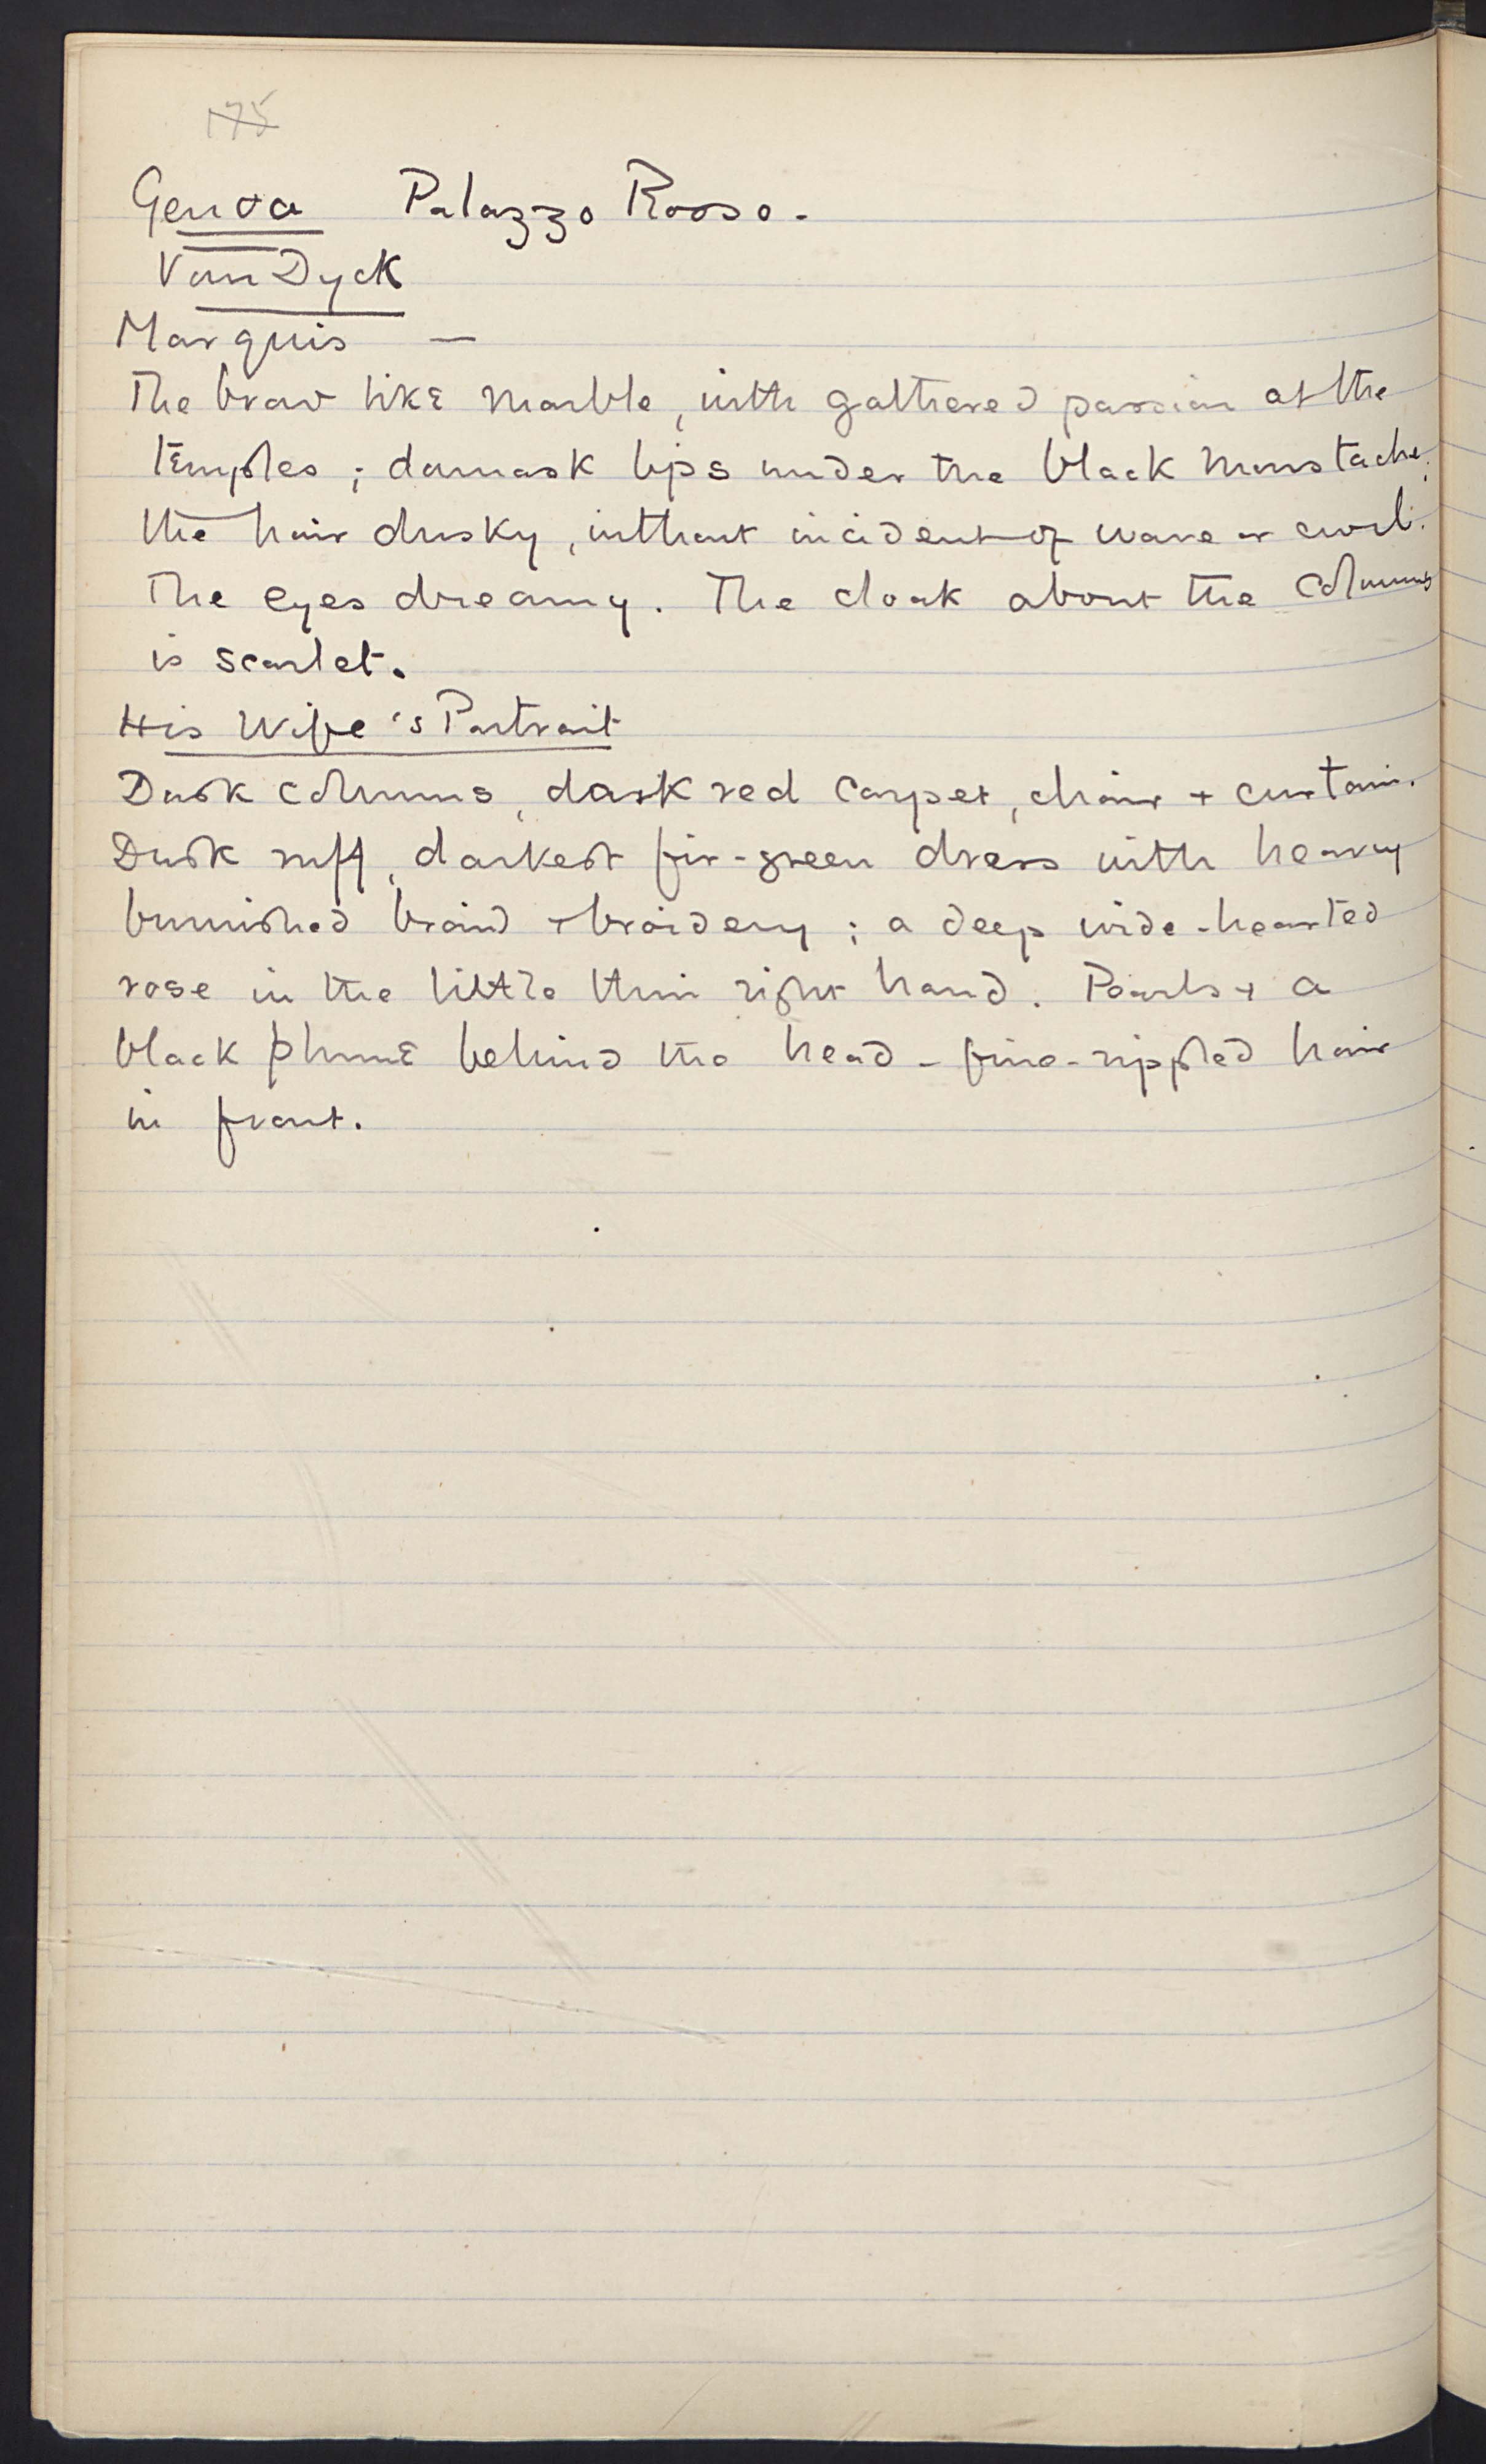 175
Genoa Palazzo Rosso.
Van Dyck
Marquis —
The brow like marble, with gathered passion at the
temples; damask lips under the black moustache;
the hair dusky, without incident of wave or curl.
The eyes dreamy. The cloak about the columns
is scarlet.
His Wife's Portrait
Dusk columns, dark red carpet, chair + curtain.
Dusk ruff, darkest fir-green dress with heavy
burnished braid + broidery; a deep wide-hearted
rose in the little thin right hand. Pearls + a
black plume behind the head - fine-rippled hair
in front.